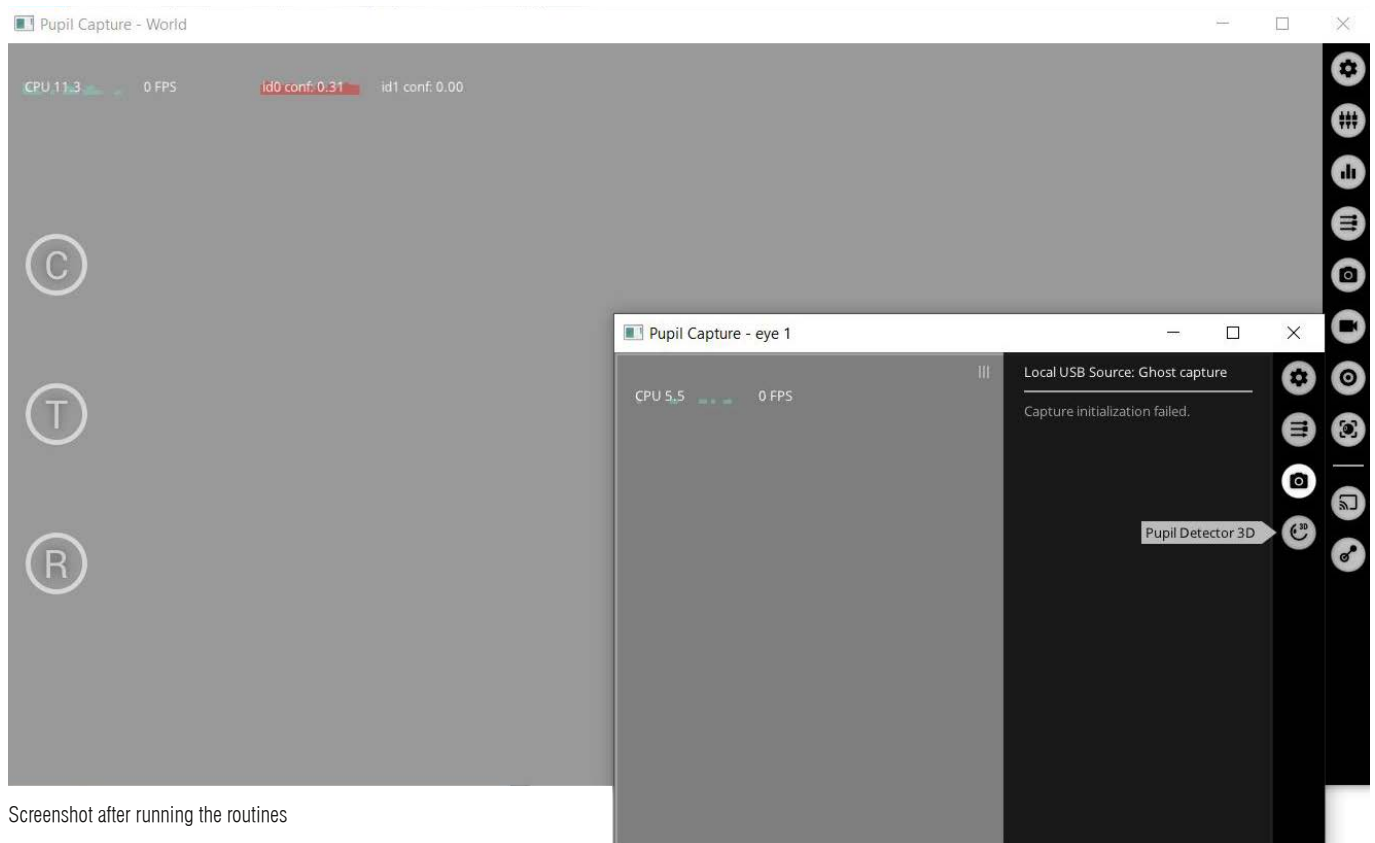 Pupil Capture - World
CPU 11.3 0 FPS id0 conf: 0.31 id1 conf: 0.00
C
Pupil Capture - eye 1
Local USB Source: Ghost capture
CPU 5.5 0 FPS
Capture initialization failed.
T
Pupil Detector 3D
3D
R
Screenshot after running the routines